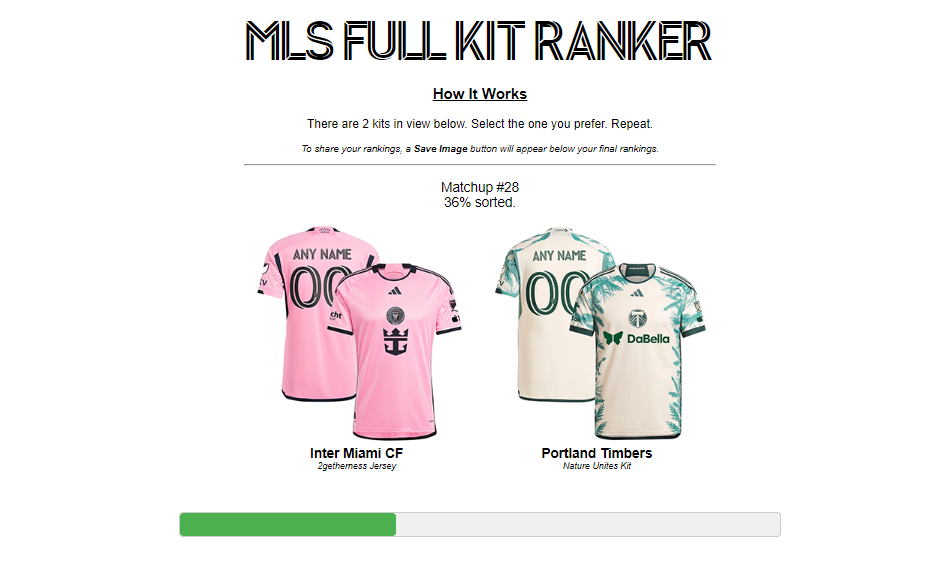 MLS FULL KIT RANKER
How It Works
There are 2 kits in view below. Select the one you prefer. Repeat.
To share your rankings, a Save Image button will appear below your final rankings.
Matchup #28
36% sorted.
ANY NAME
00
cht
ANY NAME
00
DaBella
Inter Miami CF
2getherness Jersey
Portland Timbers
Nature Unites Kit